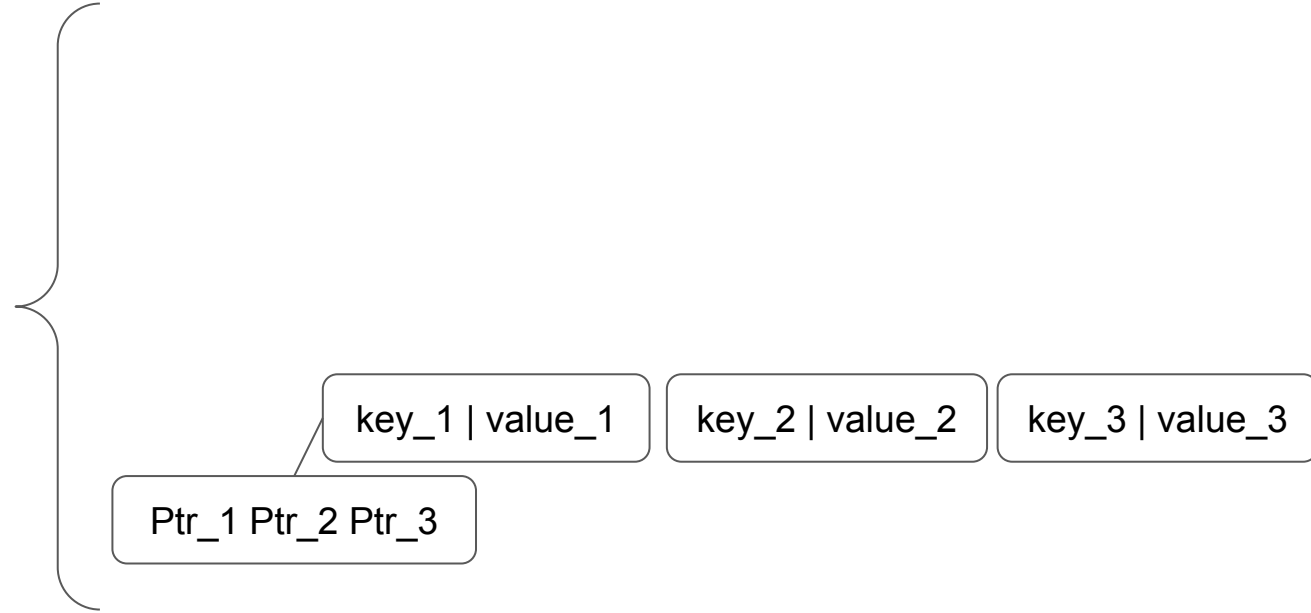 key_1 | value_1
key_2 | value_2
key_3 | value_3
Ptr_1 Ptr_2 Ptr_3